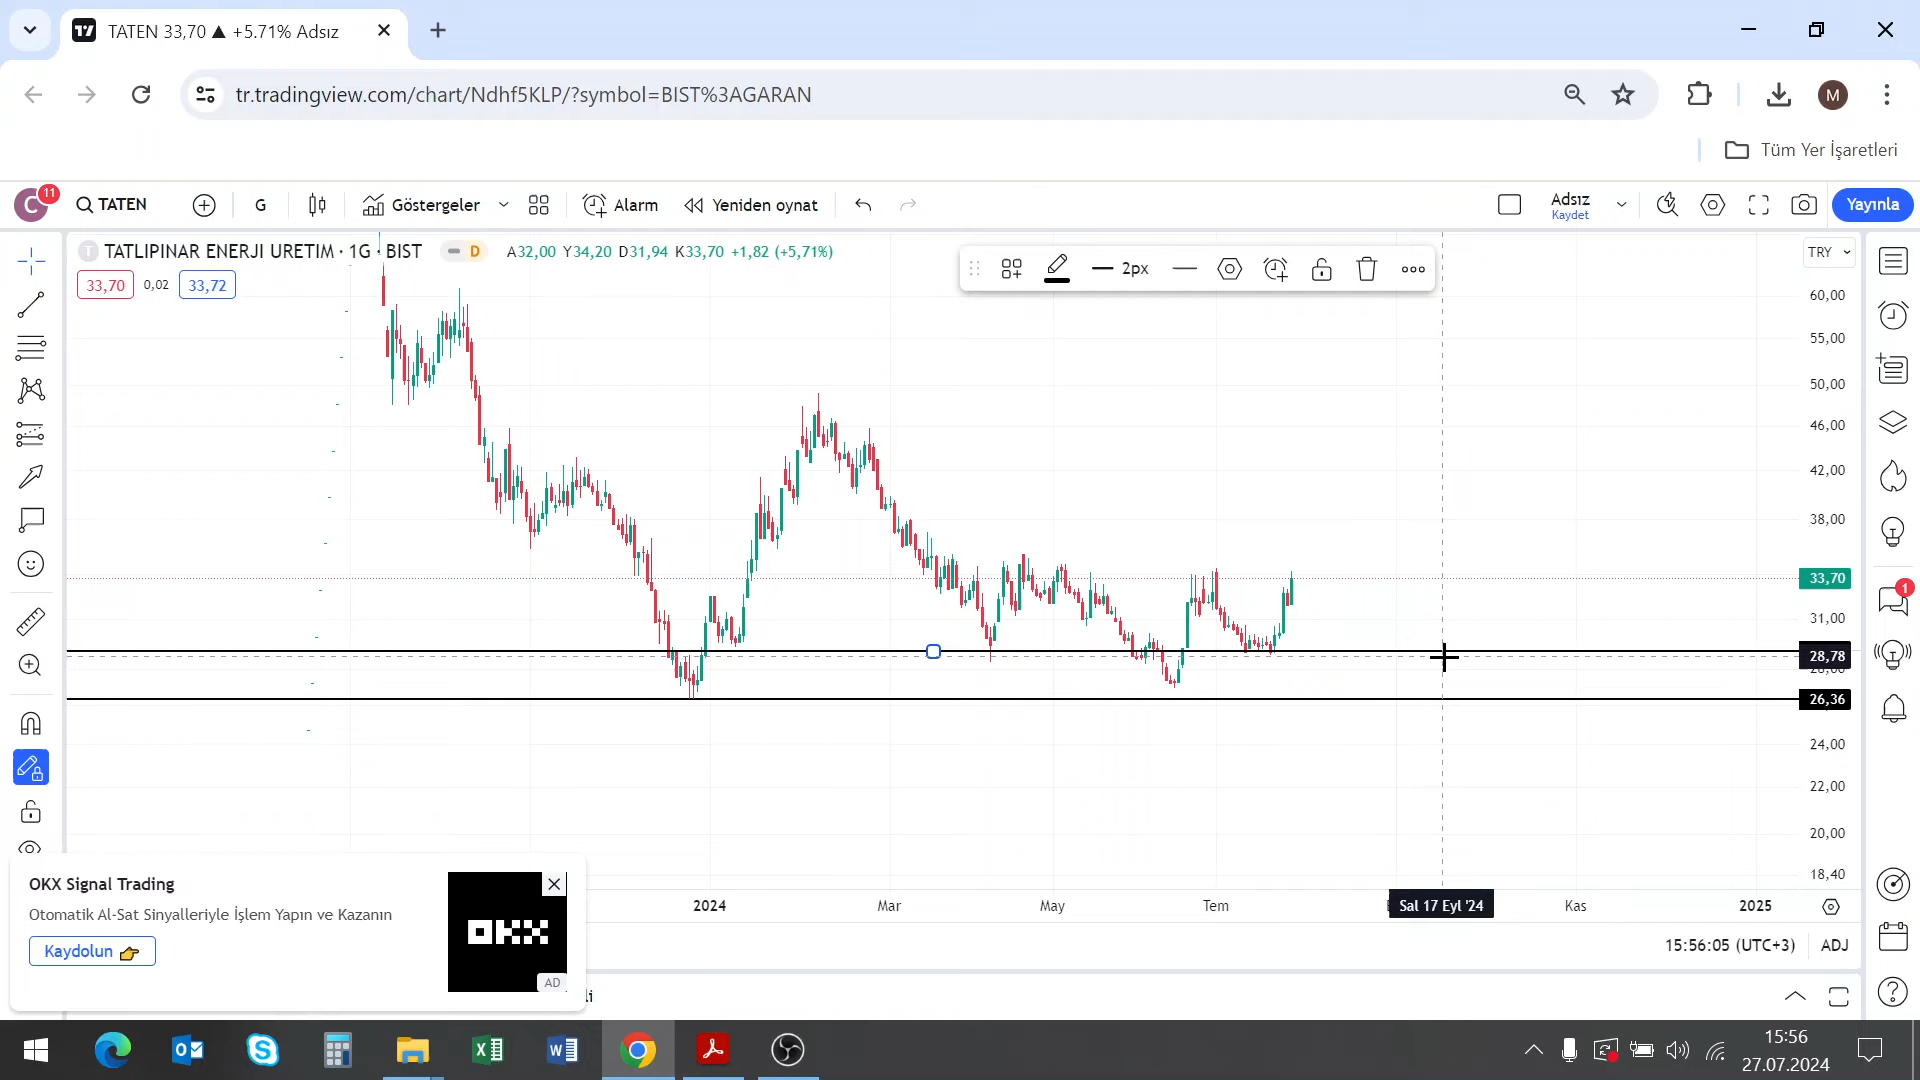 TATEN 33,70 ▲ +5.71% Adsız
tr.tradingview.com/chart/Ndhf5KLP/?symbol=BIST%3AGARAN
M
Tüm Yer İşaretleri
C 11
TATEN
G
Göstergeler
Alarm
Yeniden oynat
Adsız
Kaydet
Yayınla
T TATLIPINAR ENERJI URETIM · 1G · BIST
D
A32,00 Y34,20 D31,94 K33,70 +1,82 (+5,71%)
33,70 0,02 33,72
2px
TRY
60,00
55,00
50,00
46,00
42,00
38,00
33,70
31,00
28,78
26,36
24,00
22,00
20,00
18,40
1
2024
Mar
May
Tem
Sal 17 Eyl '24
Kas
2025
15:56:05 (UTC+3)
ADJ
OKX Signal Trading
Otomatik Al-Sat Sinyalleriyle İşlem Yapın ve Kazanın
Kaydolun
OKX
AD
15:56
27.07.2024